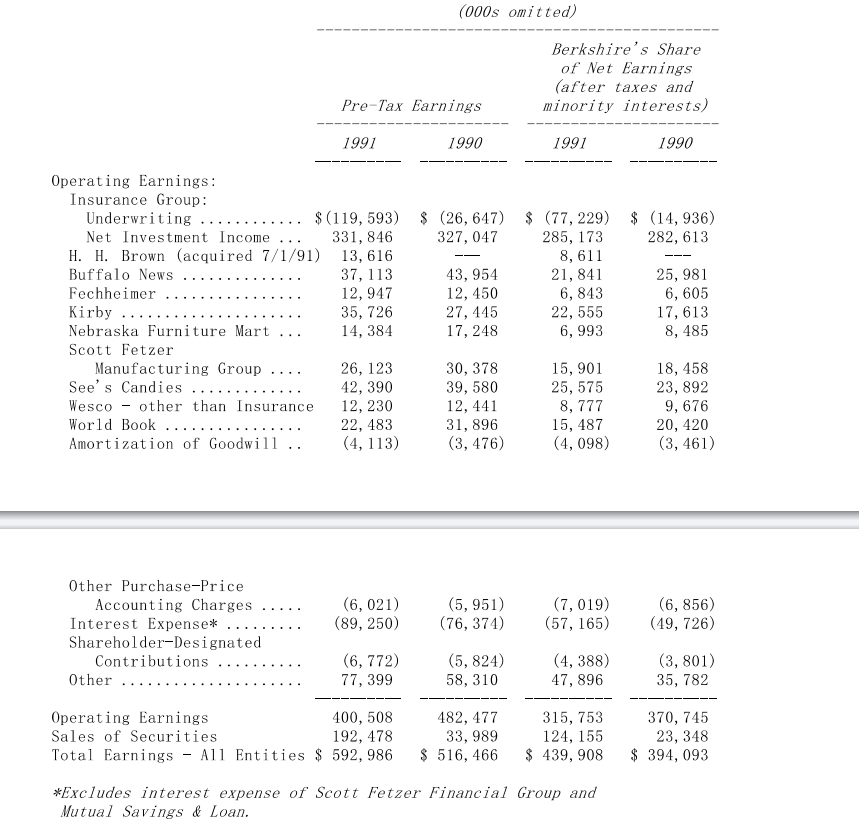 (000s omitted)
Berkshire's Share
of Net Earnings
(after taxes and
Pre-Tax Earnings minority interests)
1991 1990 1991 1990
Operating Earnings:
Insurance Group:
Underwriting ............ $(119,593) $ (26,647) $ (77,229) $ (14,936)
Net Investment Income ... 331,846 327,047 285,173 282,613
H. H. Brown (acquired 7/1/91) 13,616 --- 8,611 ---
Buffalo News .............. 37,113 43,954 21,841 25,981
Fechheimer ................ 12,947 12,450 6,843 6,605
Kirby ..................... 35,726 27,445 22,555 17,613
Nebraska Furniture Mart ... 14,384 17,248 6,993 8,485
Scott Fetzer
Manufacturing Group .... 26,123 30,378 15,901 18,458
See's Candies ............. 42,390 39,580 25,575 23,892
Wesco - other than Insurance 12,230 12,441 8,777 9,676
World Book ................ 22,483 31,896 15,487 20,420
Amortization of Goodwill .. (4,113) (3,476) (4,098) (3,461)
Other Purchase-Price
Accounting Charges ..... (6,021) (5,951) (7,019) (6,856)
Interest Expense* ......... (89,250) (76,374) (57,165) (49,726)
Shareholder-Designated
Contributions .......... (6,772) (5,824) (4,388) (3,801)
Other ..................... 77,399 58,310 47,896 35,782
Operating Earnings 400,508 482,477 315,753 370,745
Sales of Securities 192,478 33,989 124,155 23,348
Total Earnings - All Entities $ 592,986 $ 516,466 $ 439,908 $ 394,093
*Excludes interest expense of Scott Fetzer Financial Group and
Mutual Savings & Loan.